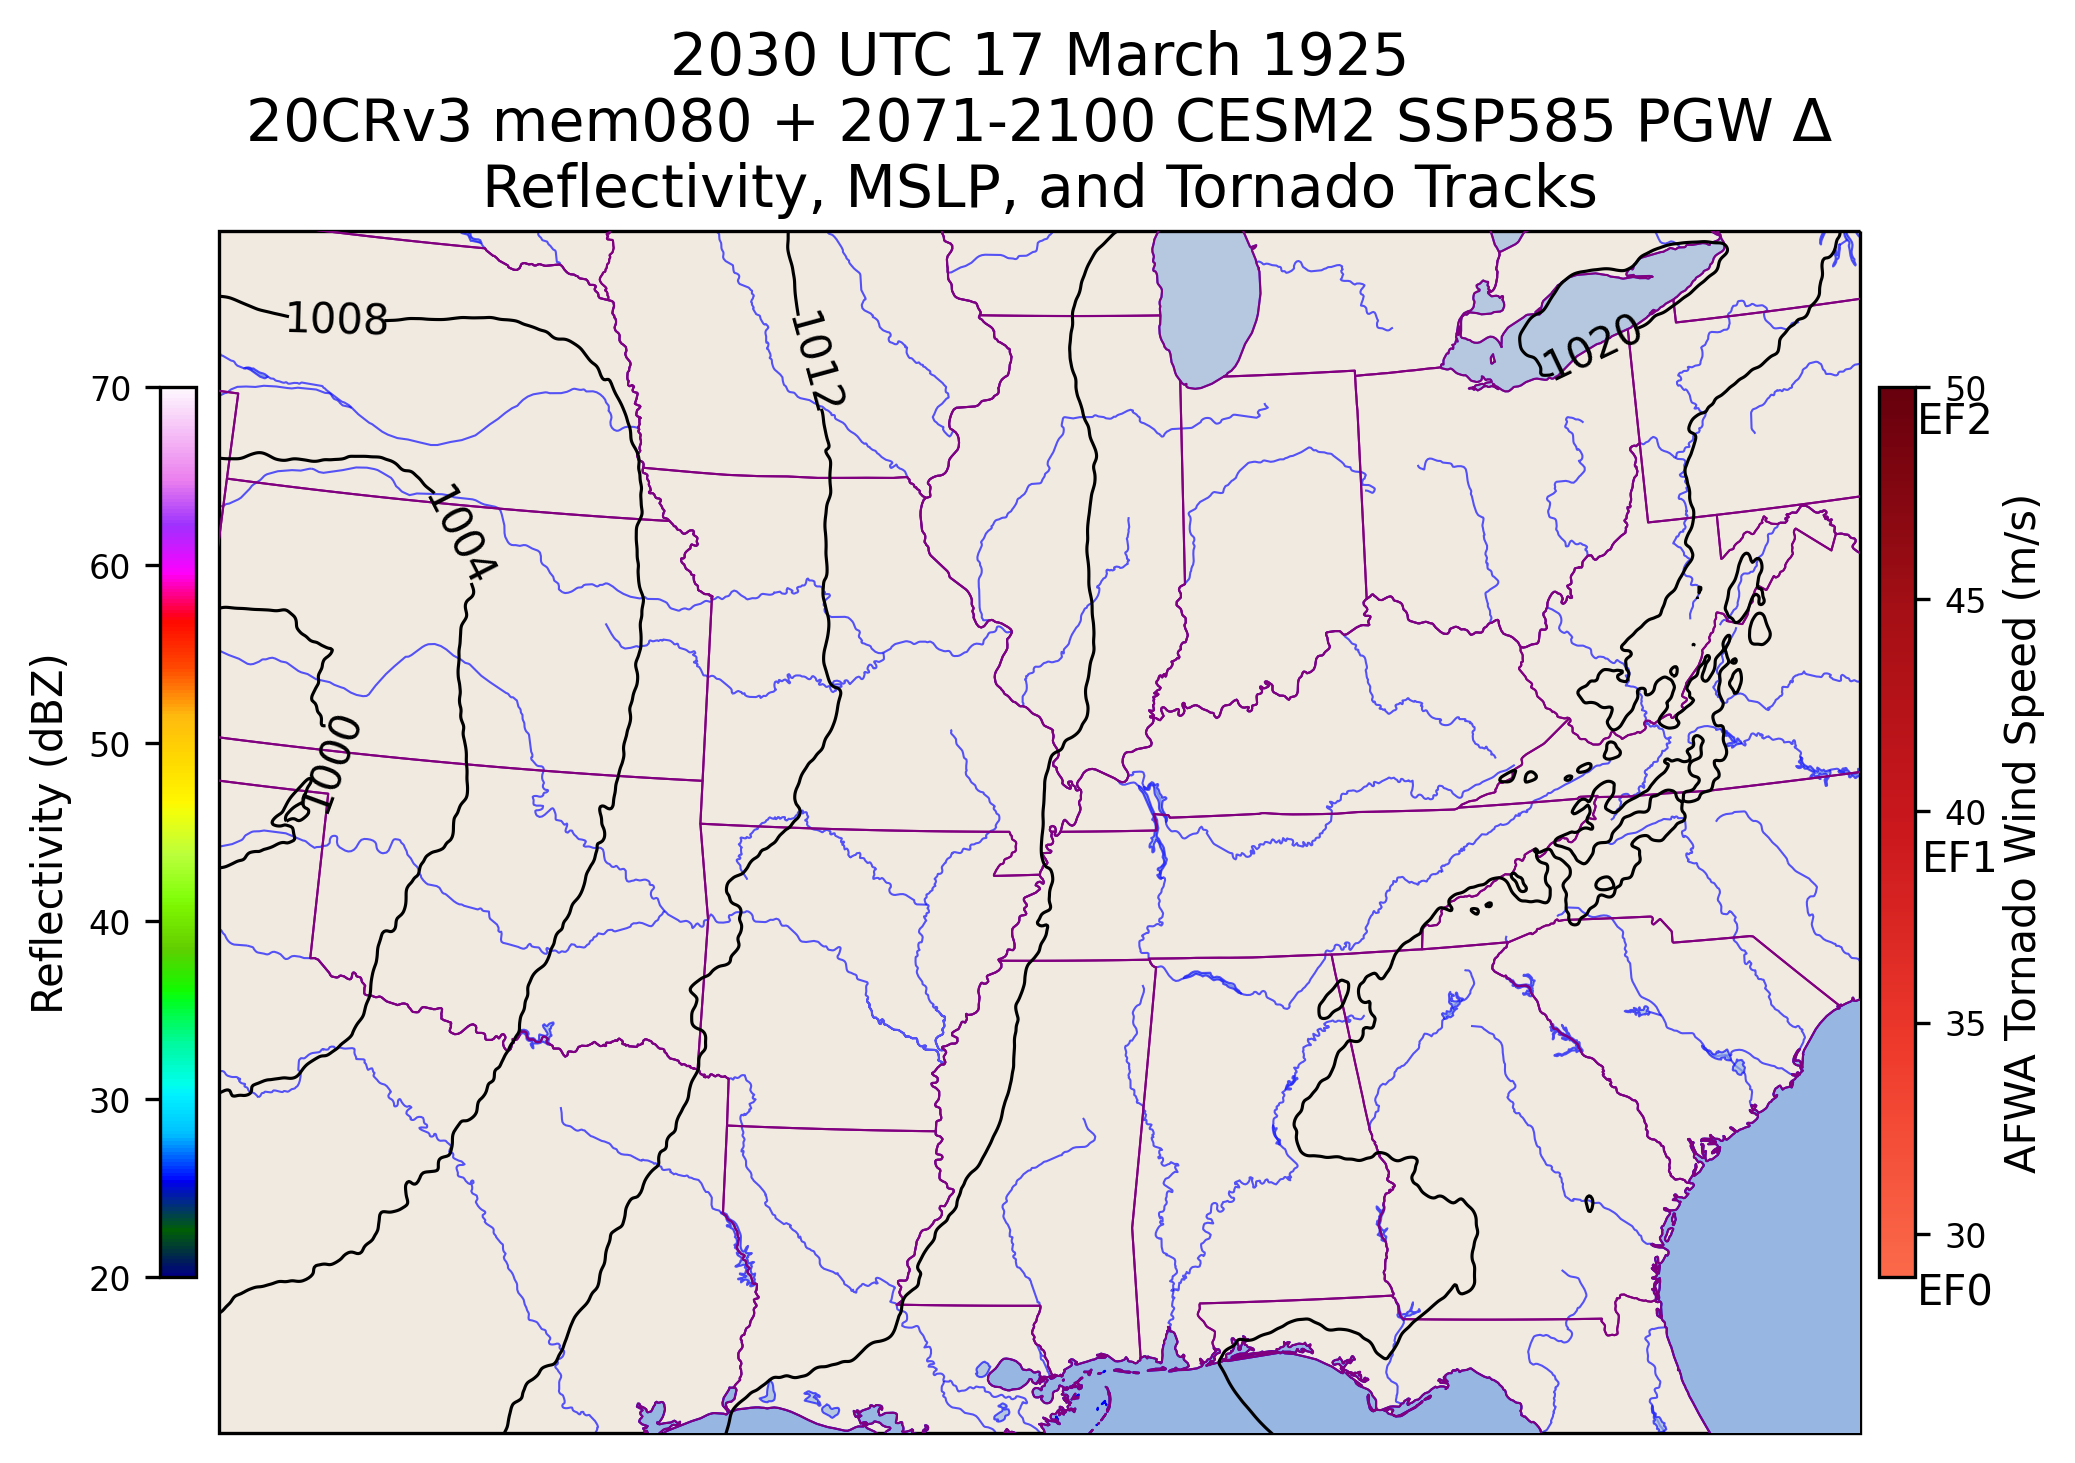 2030 UTC 17 March 1925
20CRv3 mem080 + 2071-2100 CESM2 SSP585 PGW Δ
Reflectivity, MSLP, and Tornado Tracks
1008
1012
1020
1004
1000
Reflectivity (dBZ)
70
60
50
40
30
20
50
EF2
45
40
EF1
35
30
EF0
AFWA Tornado Wind Speed (m/s)